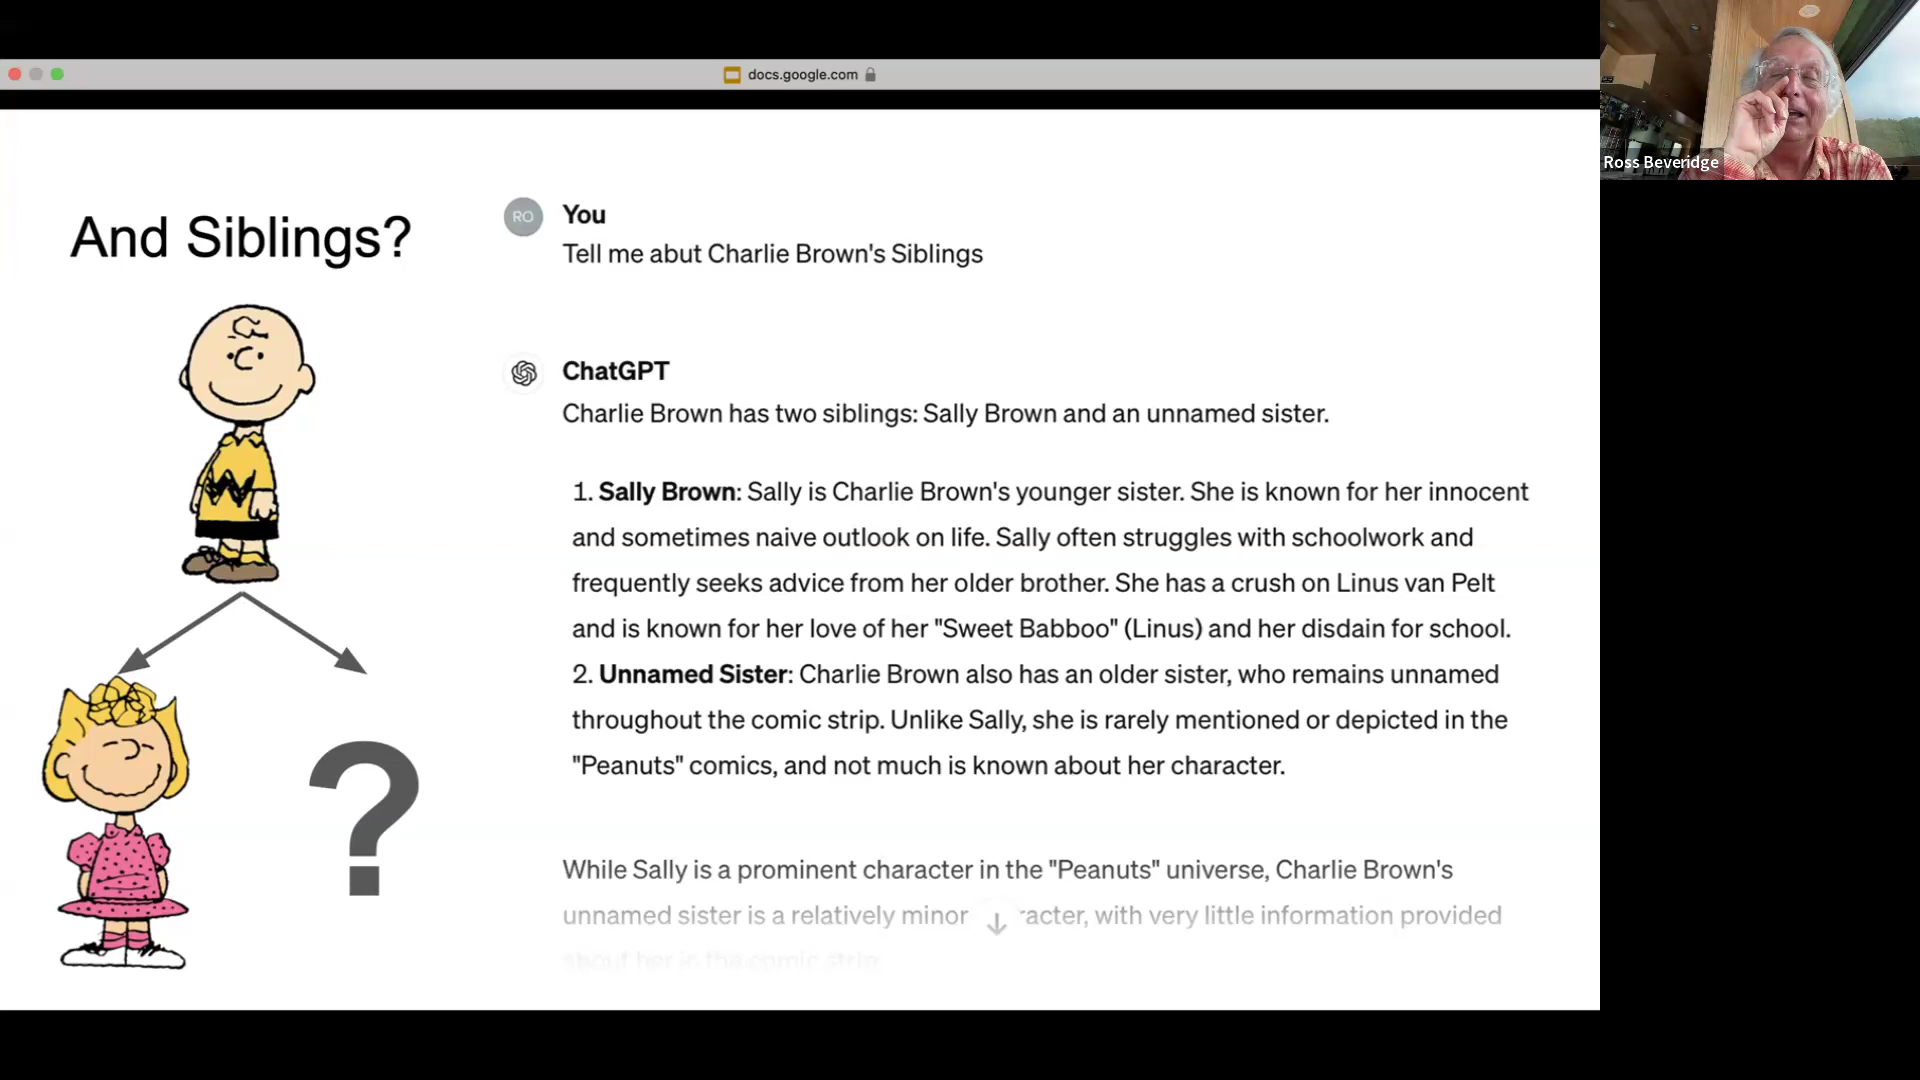 docs.google.com
Ross Beveridge
And Siblings?
RO
You
Tell me abut Charlie Brown's Siblings
ChatGPT
Charlie Brown has two siblings: Sally Brown and an unnamed sister.
1. Sally Brown: Sally is Charlie Brown's younger sister. She is known for her innocent
and sometimes naive outlook on life. Sally often struggles with schoolwork and
frequently seeks advice from her older brother. She has a crush on Linus van Pelt
and is known for her love of her "Sweet Babboo" (Linus) and her disdain for school.
2. Unnamed Sister: Charlie Brown also has an older sister, who remains unnamed
throughout the comic strip. Unlike Sally, she is rarely mentioned or depicted in the
"Peanuts" comics, and not much is known about her character.
?
While Sally is a prominent character in the "Peanuts" universe, Charlie Brown's
unnamed sister is a relatively minor racter, with very little information provided
about her in the comic strip